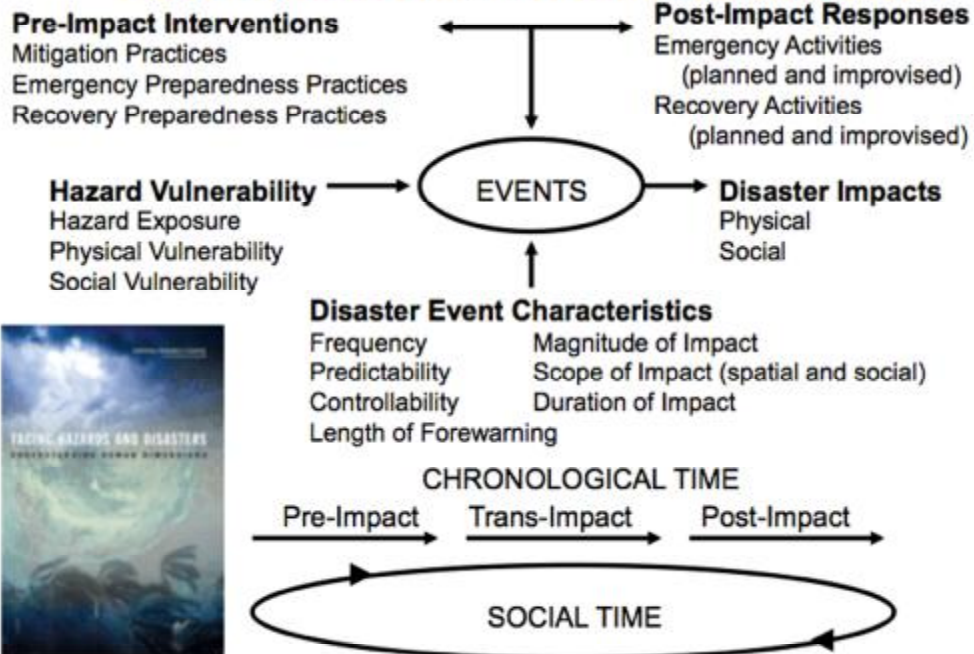 Pre-Impact Interventions
Mitigation Practices
Emergency Preparedness Practices
Recovery Preparedness Practices
Post-Impact Responses
Emergency Activities
(planned and improvised)
Recovery Activities
(planned and improvised)
Hazard Vulnerability
Hazard Exposure
Physical Vulnerability
Social Vulnerability
EVENTS
Disaster Impacts
Physical
Social
Disaster Event Characteristics
Frequency
Predictability
Controllability
Length of Forewarning
Magnitude of Impact
Scope of Impact (spatial and social)
Duration of Impact
FACING HAZARDS AND DISASTERS
UNDERSTANDING HUMAN DIMENSIONS
CHRONOLOGICAL TIME
Pre-Impact
Trans-Impact
Post-Impact
SOCIAL TIME